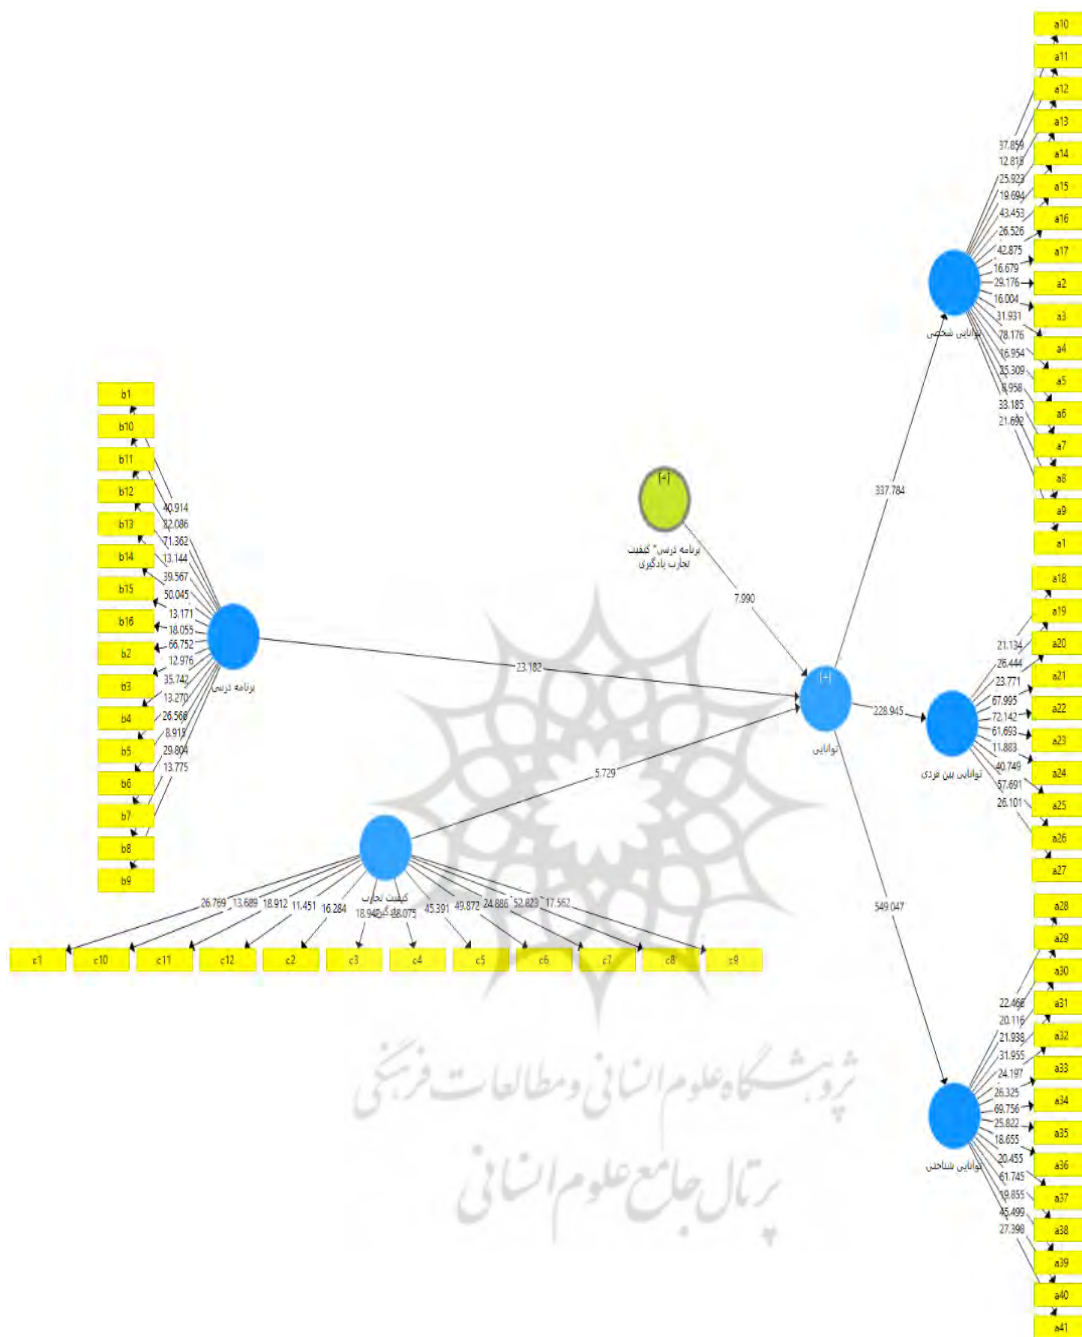 a10
a11
a12
a13
a14
a15
a16
a17
a2
a3
a4
a5
a6
a7
a8
a9
a1
37.859
12.818
25.923
19.694
43.453
26.526
42.875
16.679
29.176
16.004
31.931
78.176
16.954
25.309
8.958
33.185
21.692
توانایی شخصی
b1
b10
b11
b12
b13
b14
b15
b16
b2
b3
b4
b5
b6
b7
b8
b9
40.914
22.086
71.362
13.144
39.567
50.045
13.171
18.055
66.752
12.976
35.742
13.270
26.566
8.915
29.804
13.775
برنامه درسی
[+]
برنامه درسی* کیفیت
تجارب یادگیری
7.990
23.182
5.729
[+]
توانایی
337.784
228.945
549.047
a18
a19
a20
a21
a22
a23
a24
a25
a26
a27
21.134
26.444
23.771
67.995
72.142
61.693
11.883
40.749
57.691
26.101
توانایی بین فردی
کیفیت تجارب
26.769
13.689
18.912
11.451
16.284
45.391
49.872
24.886
52.823
17.562
c1
c10
c11
c12
c2
c3
c4
c5
c6
c7
c8
c9
a28
a29
a30
a31
a32
a33
a34
a35
a36
a37
a38
a39
a40
a41
22.466
20.116
21.938
31.955
24.197
26.325
69.756
25.822
18.655
20.455
61.745
19.855
45.499
27.398
توانایی شناختی
پژوهشگاه علوم انسانی و مطالعات فرهنگی
پرتال جامع علوم انسانی